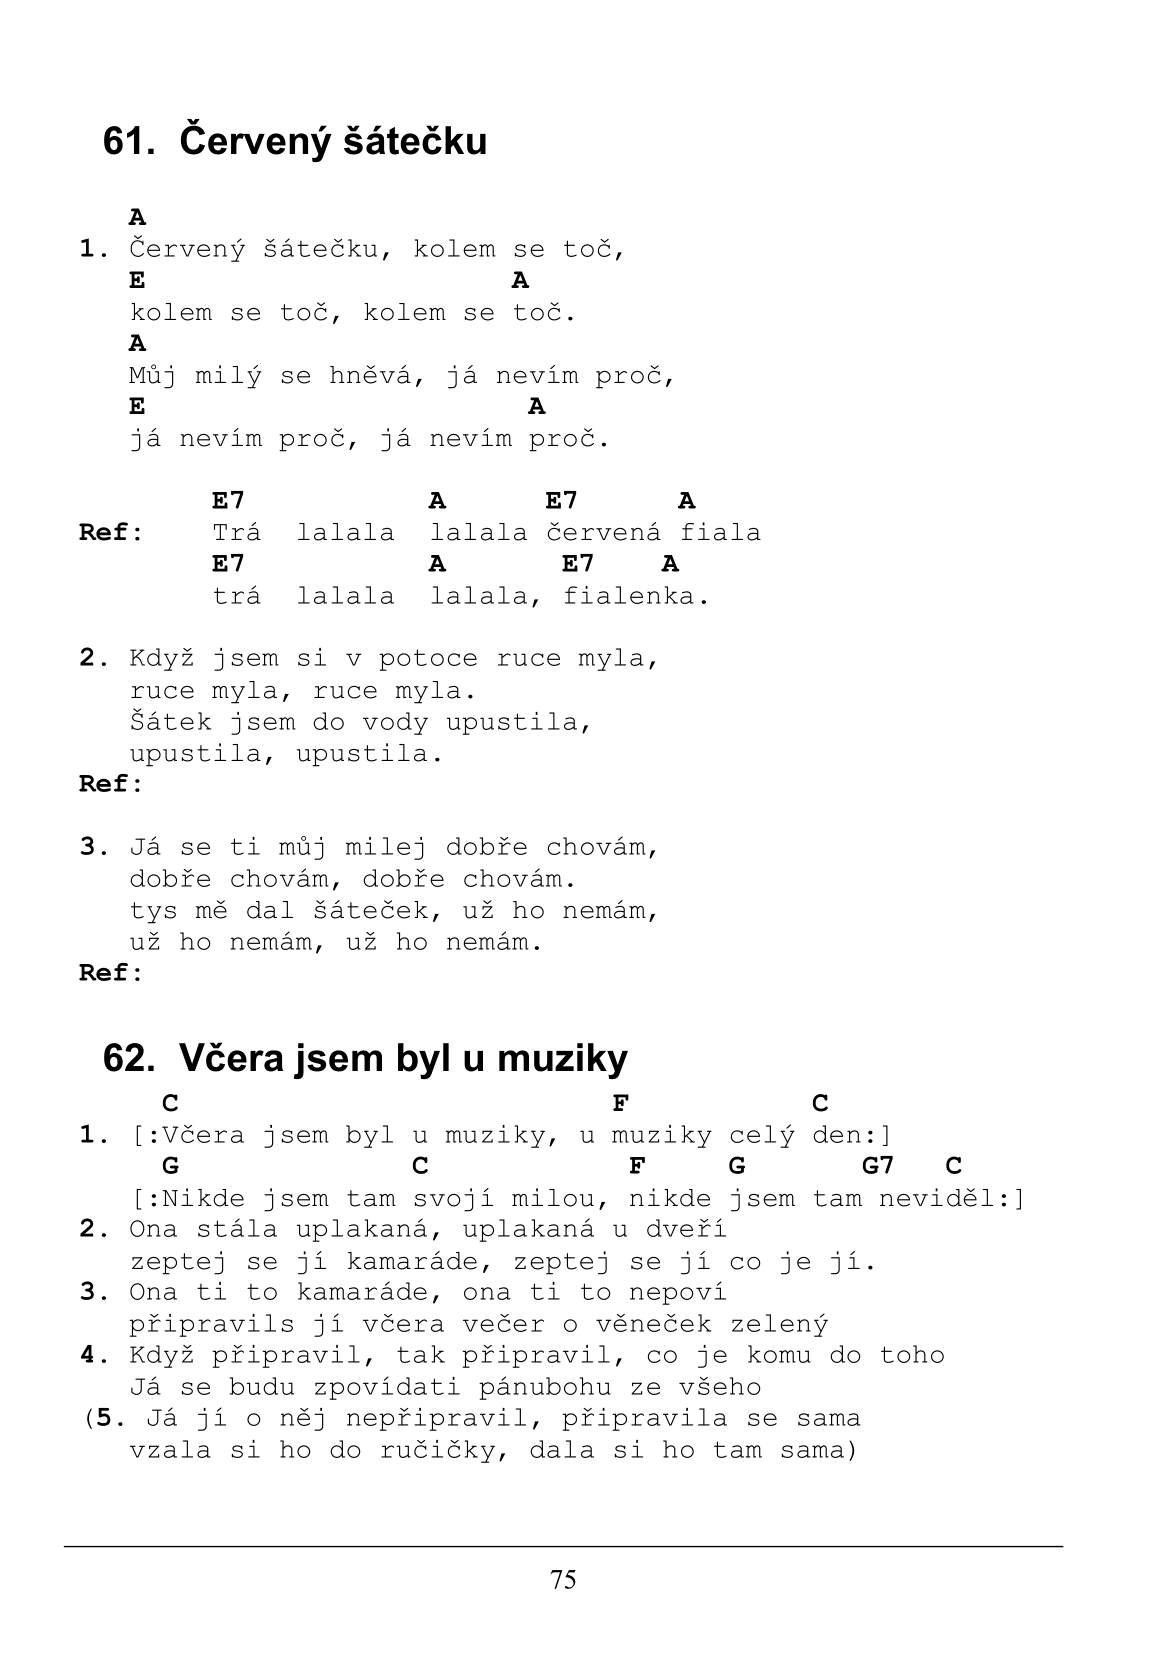 61. Červený šátečku
A
1. Červený šátečku, kolem se toč,
E A
kolem se toč, kolem se toč.
A
Můj milý se hněvá, já nevím proč,
E A
já nevím proč, já nevím proč.
E7 A E7 A
Ref: Trá lalala lalala červená fiala
E7 A E7 A
trá lalala lalala, fialenka.
2. Když jsem si v potoce ruce myla,
ruce myla, ruce myla.
Šátek jsem do vody upustila,
upustila, upustila.
Ref:
3. Já se ti můj milej dobře chovám,
dobře chovám, dobře chovám.
tys mě dal šáteček, už ho nemám,
už ho nemám, už ho nemám.
Ref:
62. Včera jsem byl u muziky
C F C
1. [:Včera jsem byl u muziky, u muziky celý den:]
G C F G G7 C
[:Nikde jsem tam svojí milou, nikde jsem tam neviděl:]
2. Ona stála uplakaná, uplakaná u dveří
zeptej se jí kamaráde, zeptej se jí co je jí.
3. Ona ti to kamaráde, ona ti to nepoví
připravils jí včera večer o věneček zelený
4. Když připravil, tak připravil, co je komu do toho
Já se budu zpovídati pánubohu ze všeho
(5. Já jí o něj nepřipravil, připravila se sama
vzala si ho do ručičky, dala si ho tam sama)
75